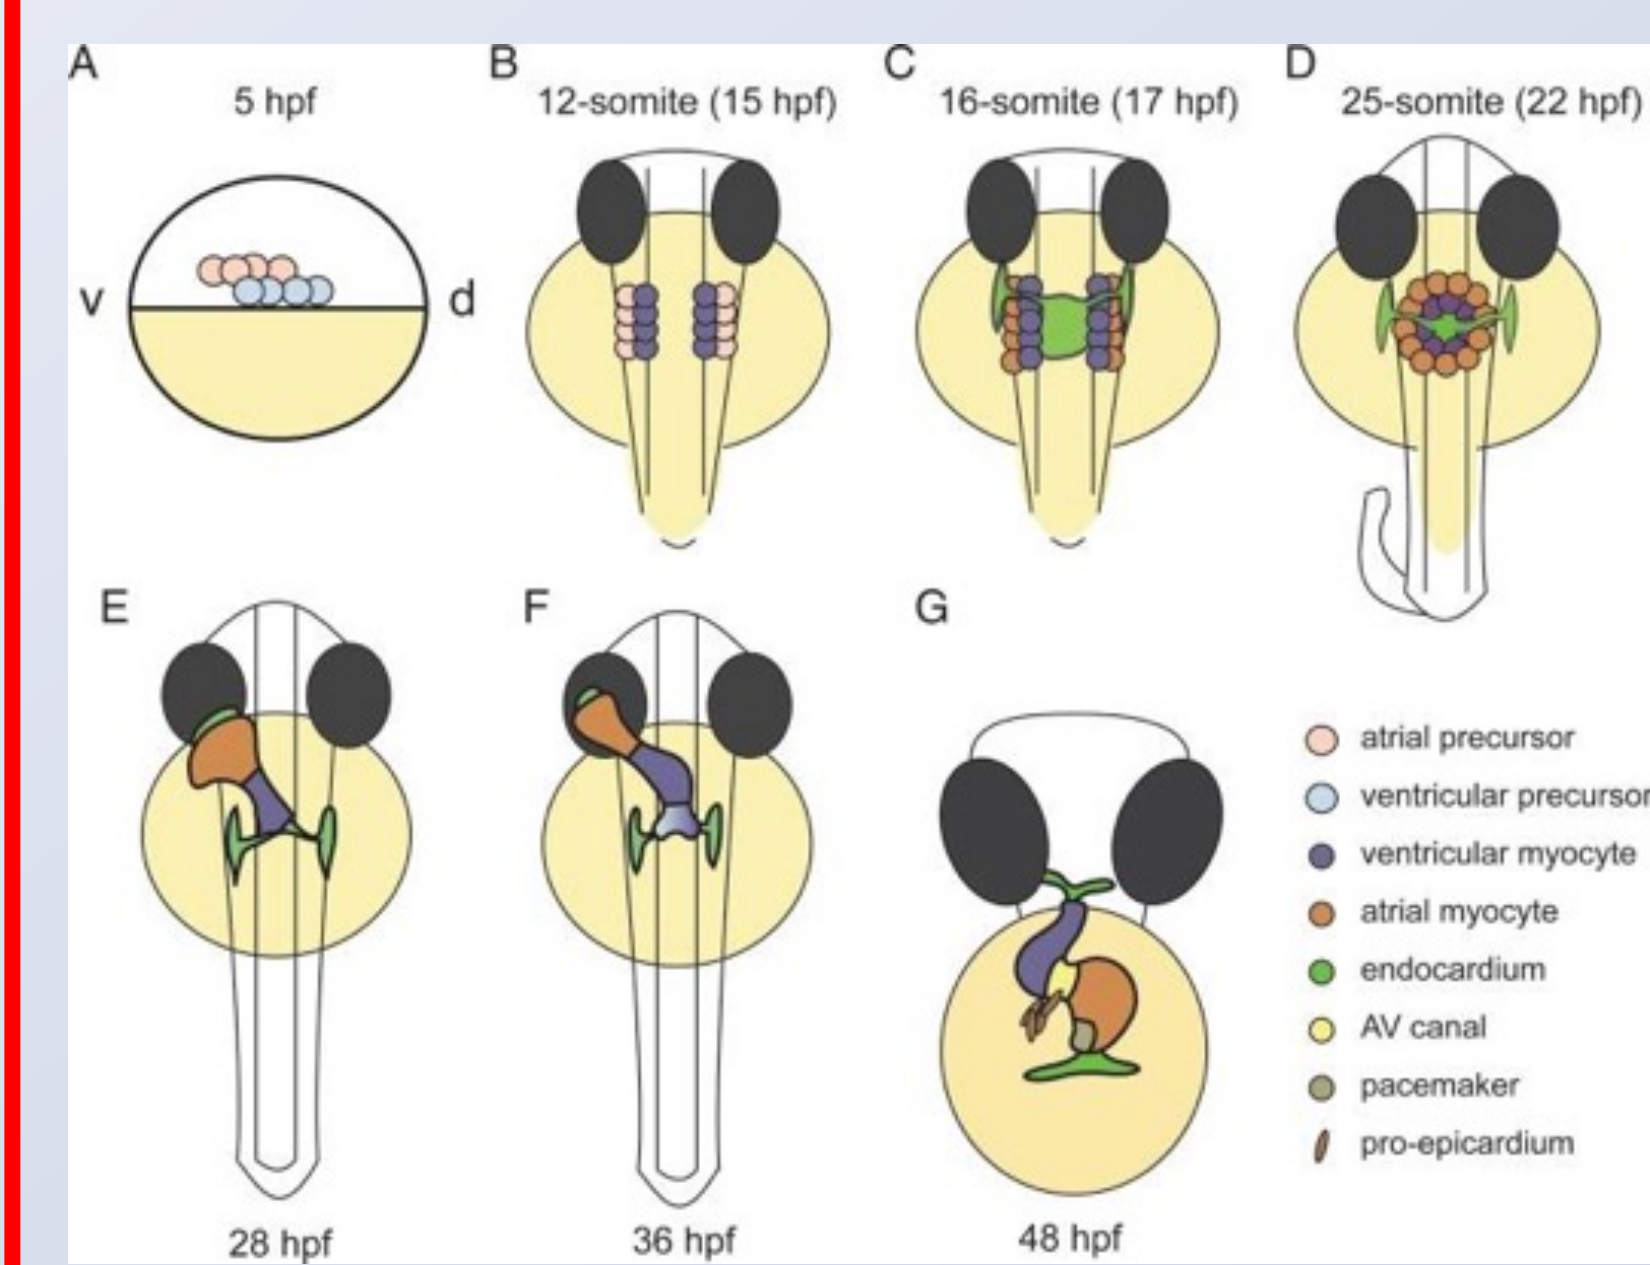 A
5 hpf
v
d
B
12-somite (15 hpf)
C
16-somite (17 hpf)
D
25-somite (22 hpf)
E
28 hpf
F
36 hpf
G
48 hpf
atrial precursor
ventricular precursor
ventricular myocyte
atrial myocyte
endocardium
AV canal
pacemaker
pro-epicardium